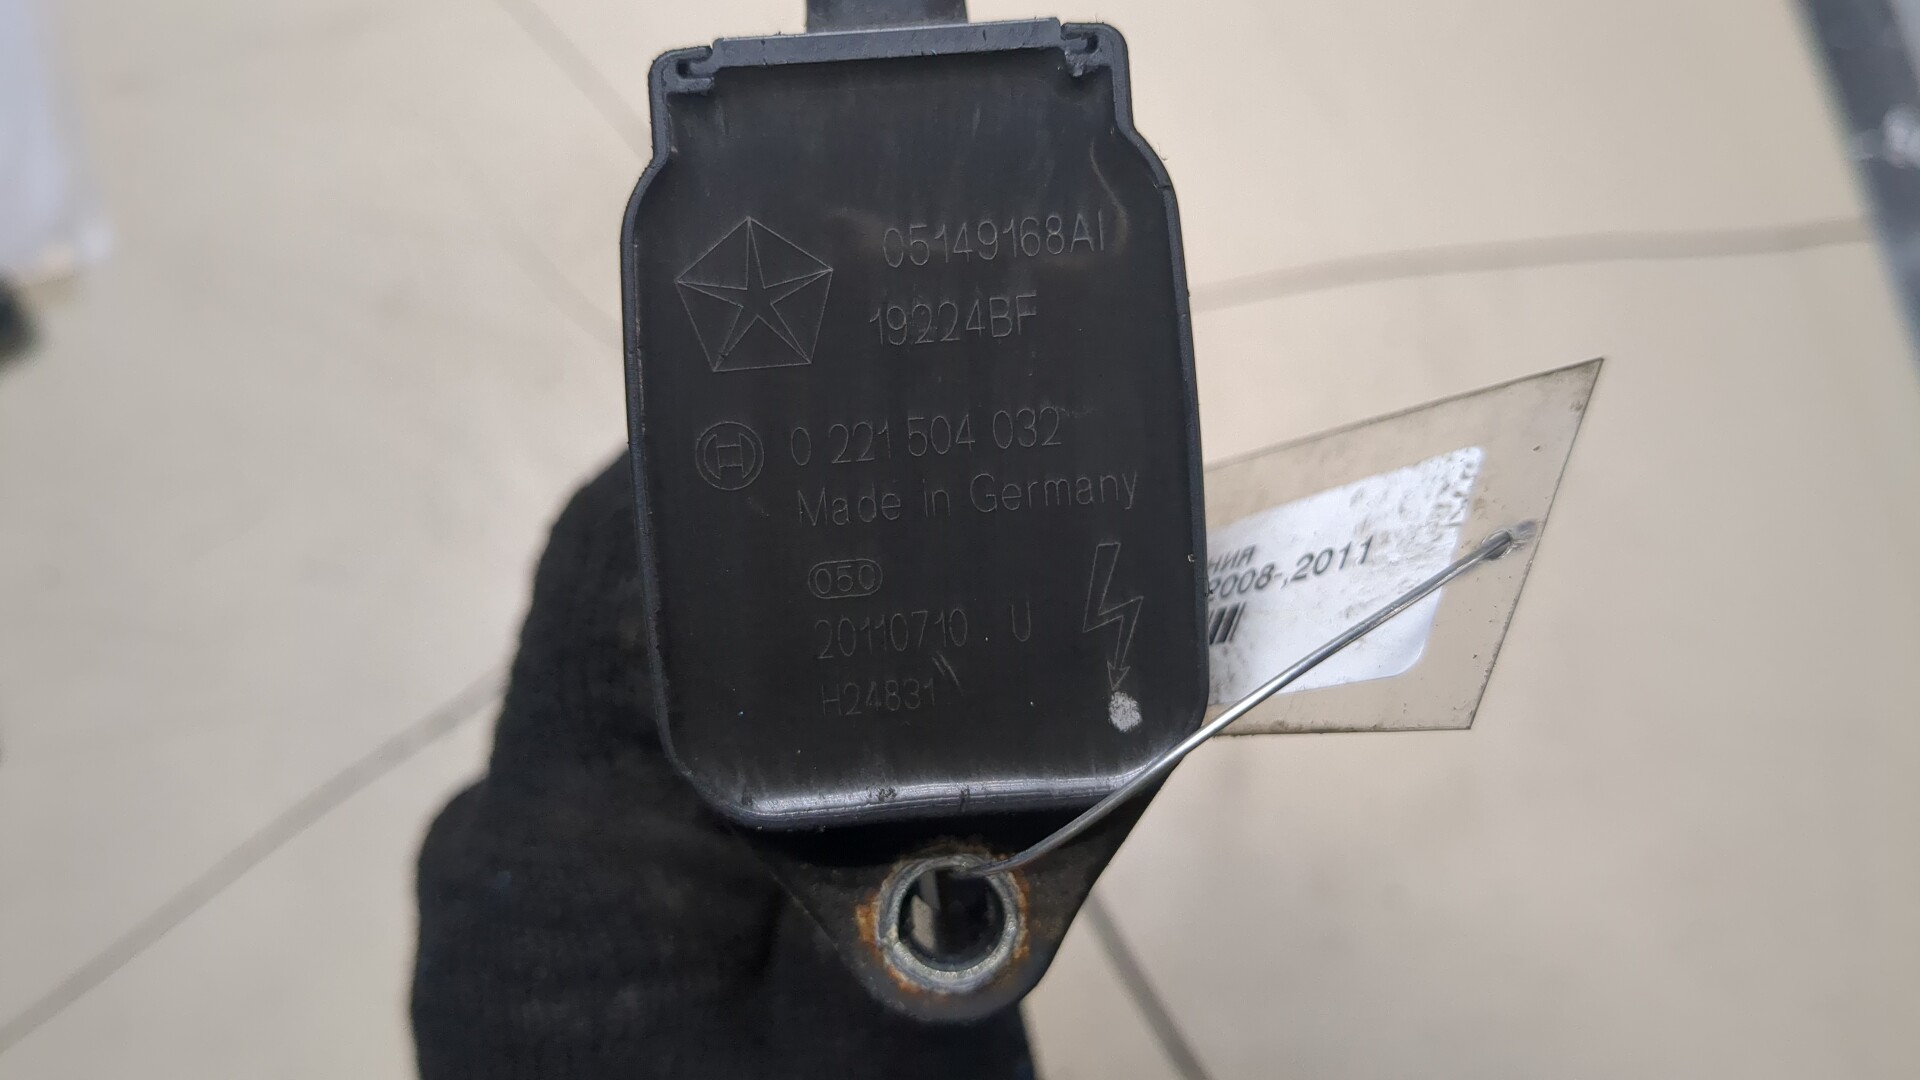 05149168AI
19224BF
0 221 504 032
Made in Germany
050
20110710 U
H24831
НИЯ
2008-,2011